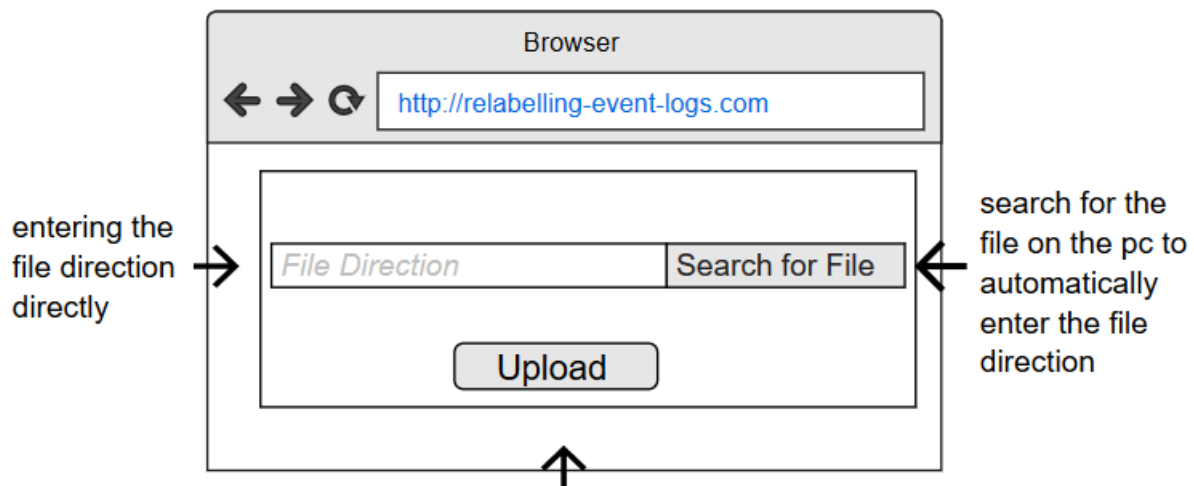 Browser
http://relabelling-event-logs.com
entering the
file direction
directly
File Direction
Search for File
Upload
search for the
file on the pc to
automatically
enter the file
direction